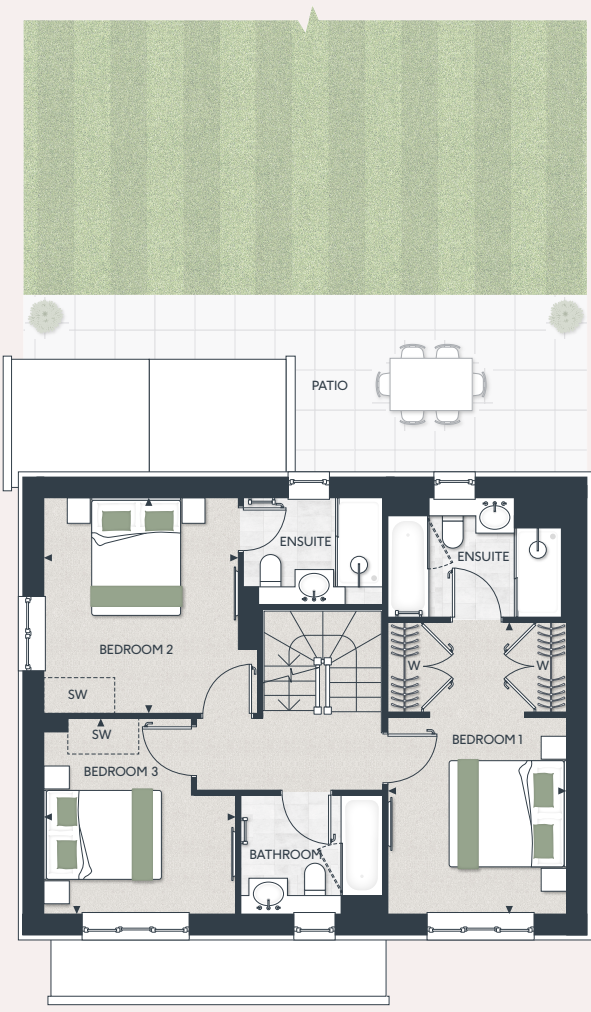 PATIO
ENSUITE
ENSUITE
BEDROOM 2
W
W
SW
SW
BEDROOM 1
BEDROOM 3
BATHROOM